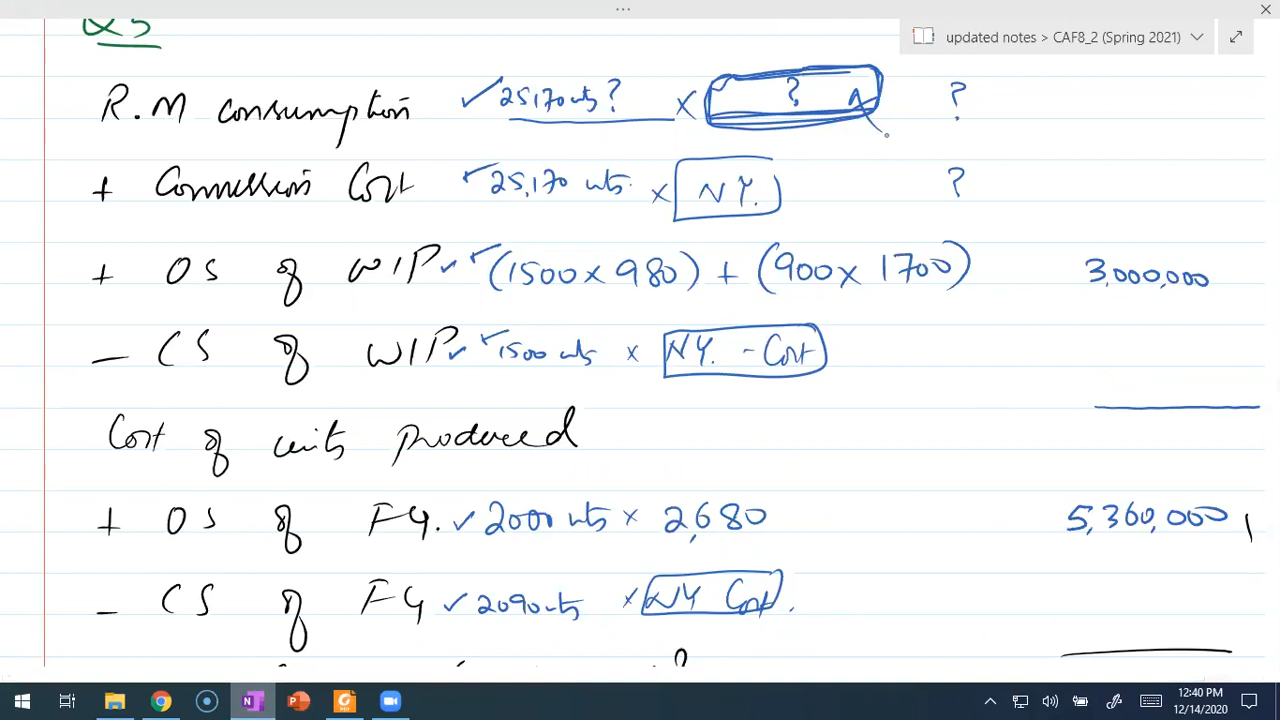 Q5
updated notes > CAF8_2 (Spring 2021)
R.M consumption ✓ 25,170 uts ? × ? ?
+ Conversion Cost ✓ 25,170 uts. × NY. ?
+ OS of WIP ✓ (1500 × 980) + (900 × 1700) 3,000,000
- CS of WIP ✓ 1500 uts × NY. - Cost
Cost of units produced
+ OS of FG. ✓ 2000 uts × 2,680 5,360,000
- CS of FG ✓ 2090 uts × NY Cost.
12:40 PM
12/14/2020